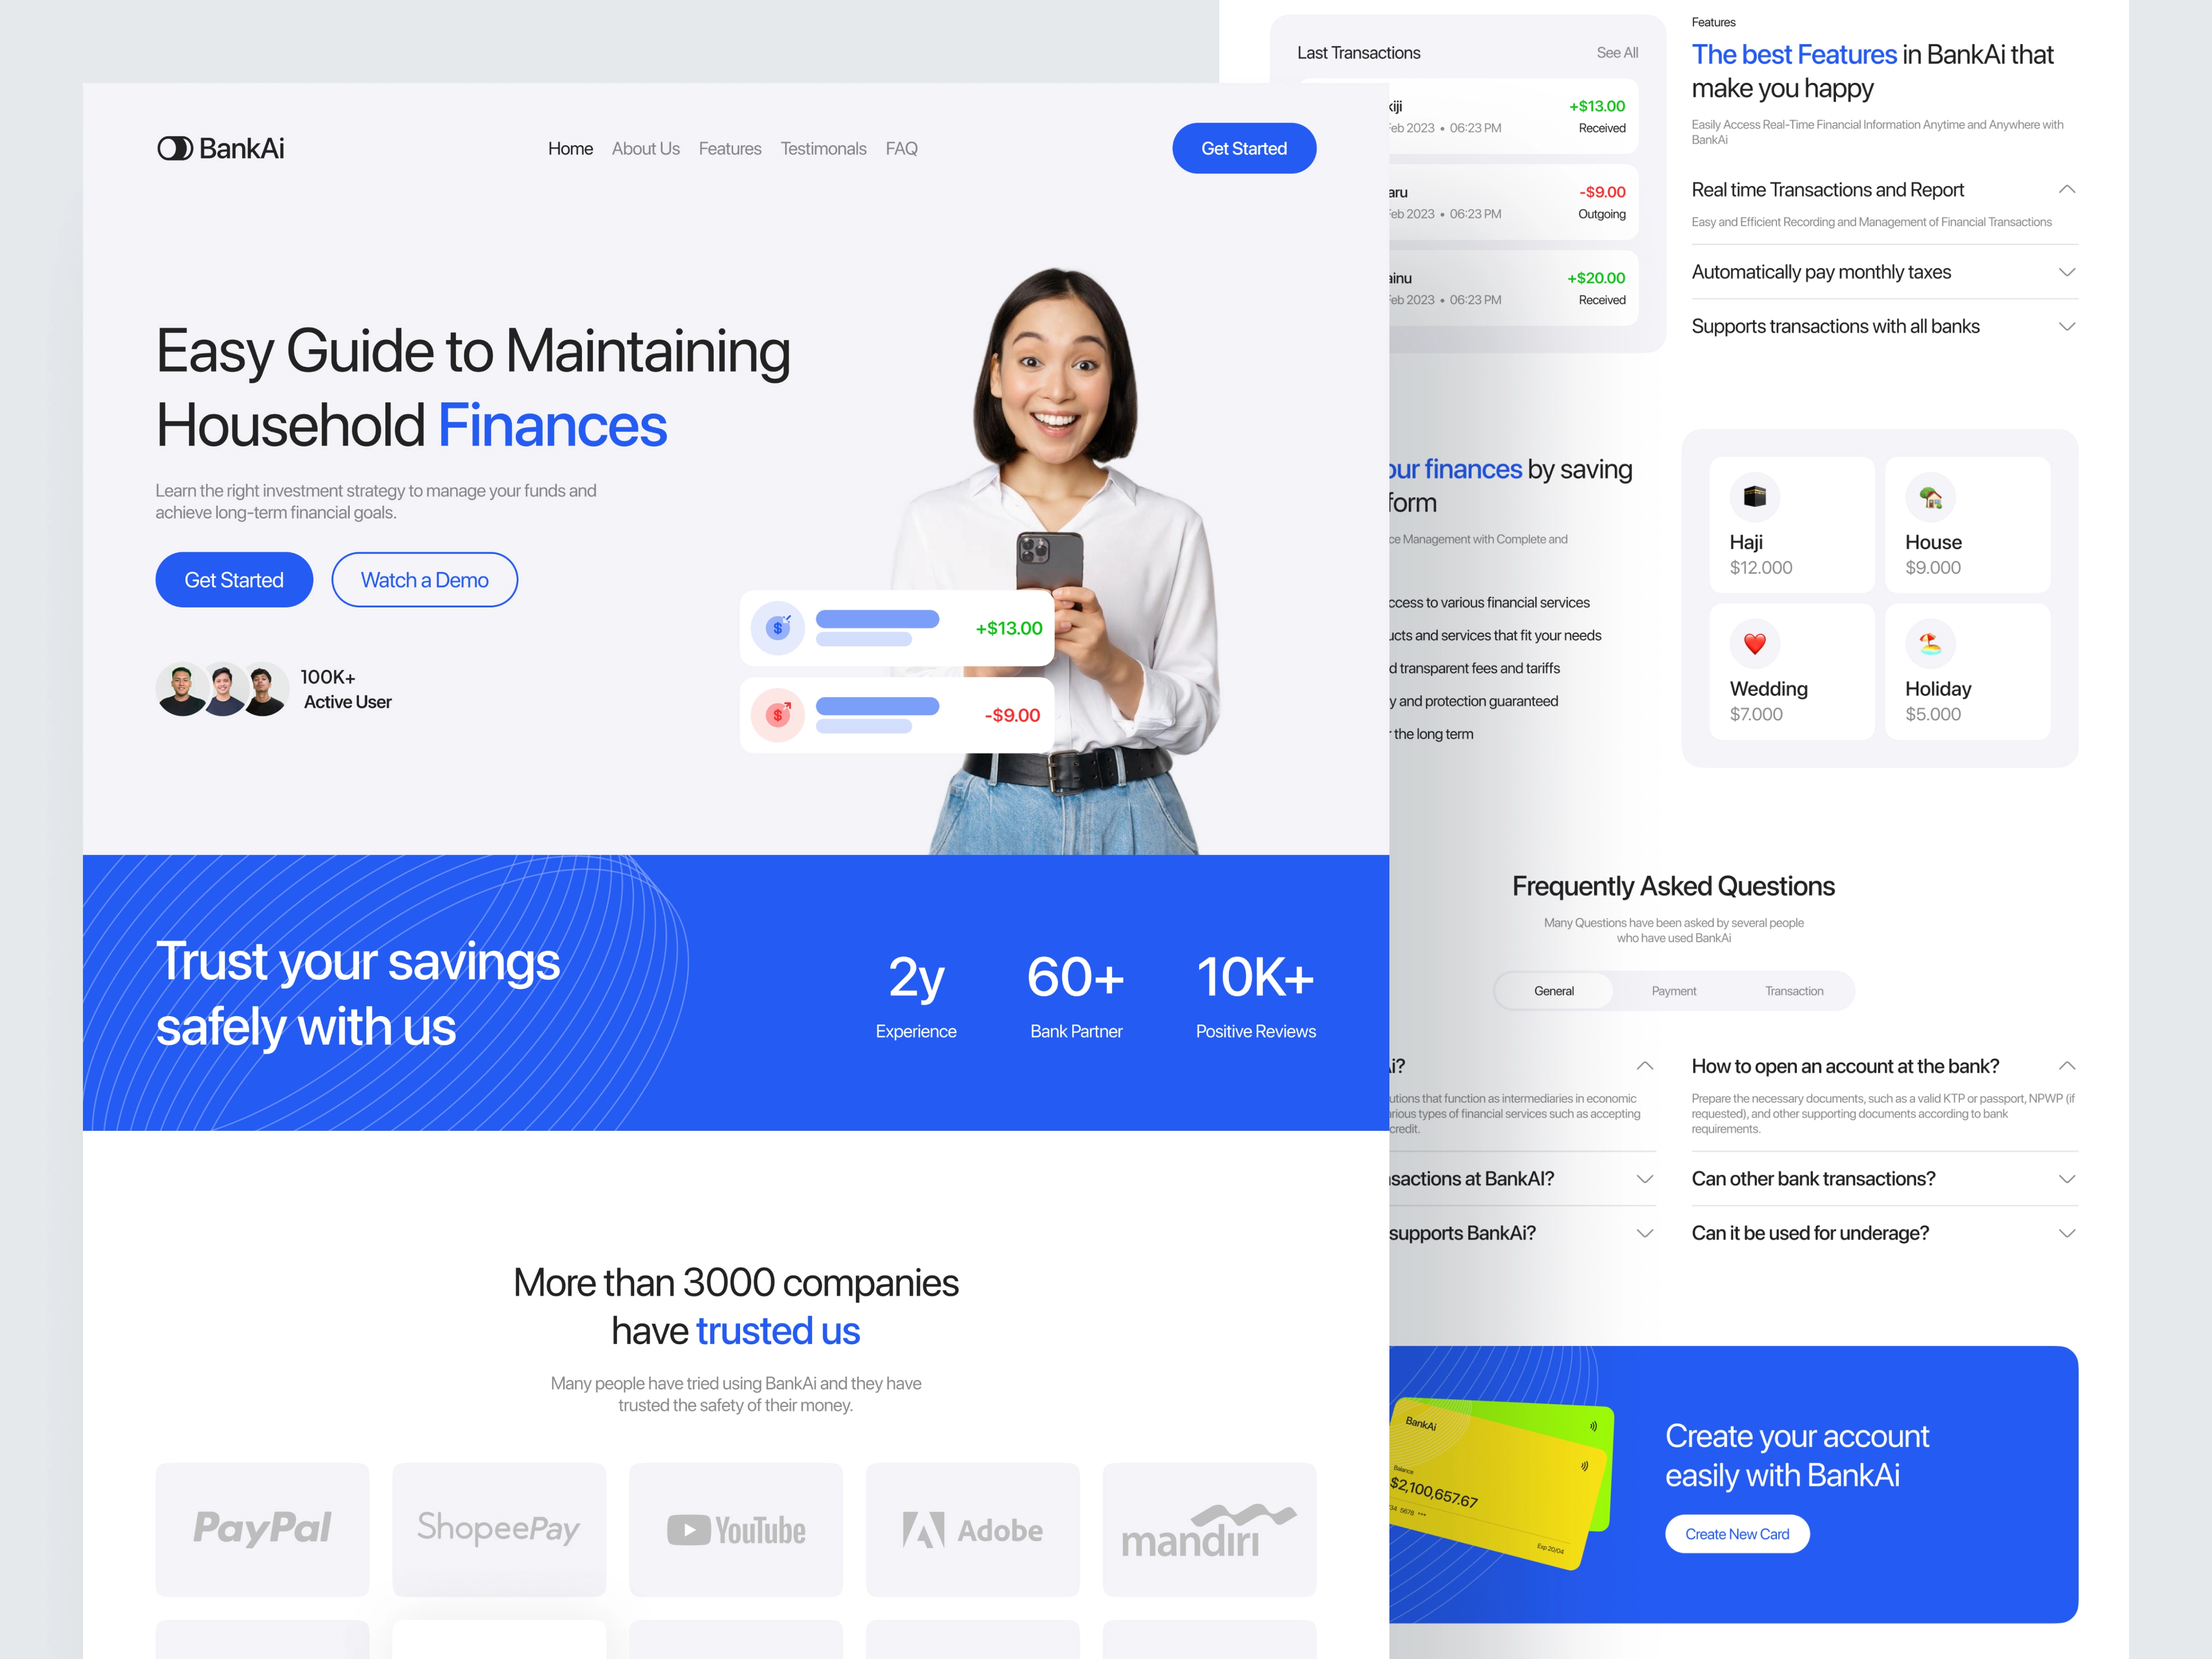 BankAi
Home About Us Features Testimonals FAQ
Get Started
Easy Guide to Maintaining
Household Finances
Learn the right investment strategy to manage your funds and
achieve long-term financial goals.
Get Started
Watch a Demo
100K+
Active User
$ +$13.00
$ -$9.00
Trust your savings
safely with us
2y
Experience
60+
Bank Partner
10K+
Positive Reviews
More than 3000 companies
have trusted us
Many people have tried using BankAi and they have
trusted the safety of their money.
PayPal
ShopeePay
YouTube
Adobe
mandiri
Last Transactions
See All
kiji
+$13.00
Feb 2023 • 06:23 PM
Received
aru
-$9.00
Feb 2023 • 06:23 PM
Outgoing
ainu
+$20.00
Feb 2023 • 06:23 PM
Received
Features
The best Features in BankAi that
make you happy
Easily Access Real-Time Financial Information Anytime and Anywhere with
BankAi
Real time Transactions and Report
Easy and Efficient Recording and Management of Financial Transactions
Automatically pay monthly taxes
Supports transactions with all banks
our finances by saving
form
ce Management with Complete and
ccess to various financial services
ucts and services that fit your needs
d transparent fees and tariffs
y and protection guaranteed
the long term
Haji
$12.000
House
$9.000
Wedding
$7.000
Holiday
$5.000
Frequently Asked Questions
Many Questions have been asked by several people
who have used BankAi
General
Payment
Transaction
Ai?
utions that function as intermediaries in economic
rious types of financial services such as accepting
credit.
How to open an account at the bank?
Prepare the necessary documents, such as a valid KTP or passport, NPWP (if
requested), and other supporting documents according to bank
requirements.
nsactions at BankAI?
Can other bank transactions?
supports BankAi?
Can it be used for underage?
BankAi
Balance
$2,100,657.67
34 5678 ***
Exp 20/04
Create your account
easily with BankAi
Create New Card